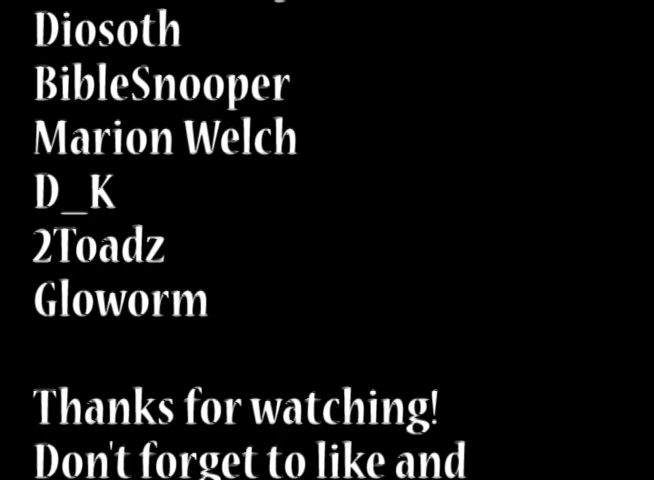 Diosoth
BibleSnooper
Marion Welch
D_K
2Toadz
Gloworm
Thanks for watching!
Don't forget to like and